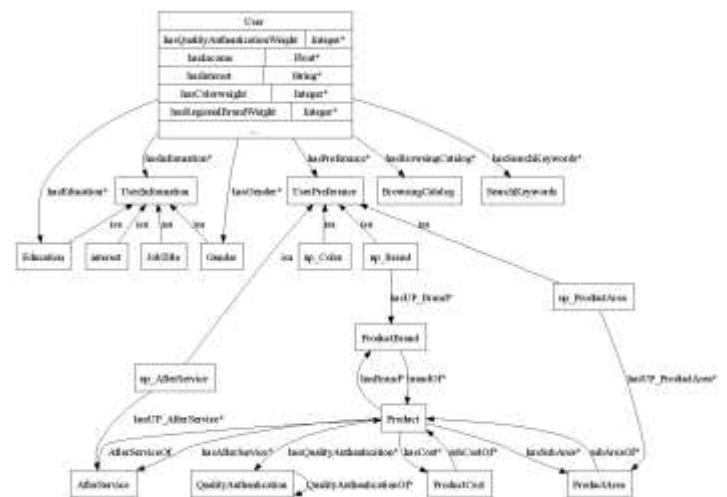 User
hasQualityAuthenticationWeight Integer*
hasIncome Float*
hasInterest String*
hasColorweight Integer*
hasRegionalBrandWeight Integer*
...
hasInformation* hasPreference* hasBrowsingCatalog* hasSearchKeywords*
hasEducation* UserInformation hasGender* UserPreference BrowsingCatalog SearchKeywords
isa isa isa isa isa isa isa isa
Education interest JobTitle Gender up_Color up_Brand
up_ProductArea
hasUP_Brand*
ProductBrand
up_AfterService hasBrand* brandOf* hasUP_ProductArea*
hasUP_AfterService* Product
AfterServiceOf hasAfterService* hasQualityAuthentication* hasCost* subCostOf* hasSubArea* subAreaOf*
AfterService QualityAuthentication QualityAuthenticationOf* ProductCost ProductArea